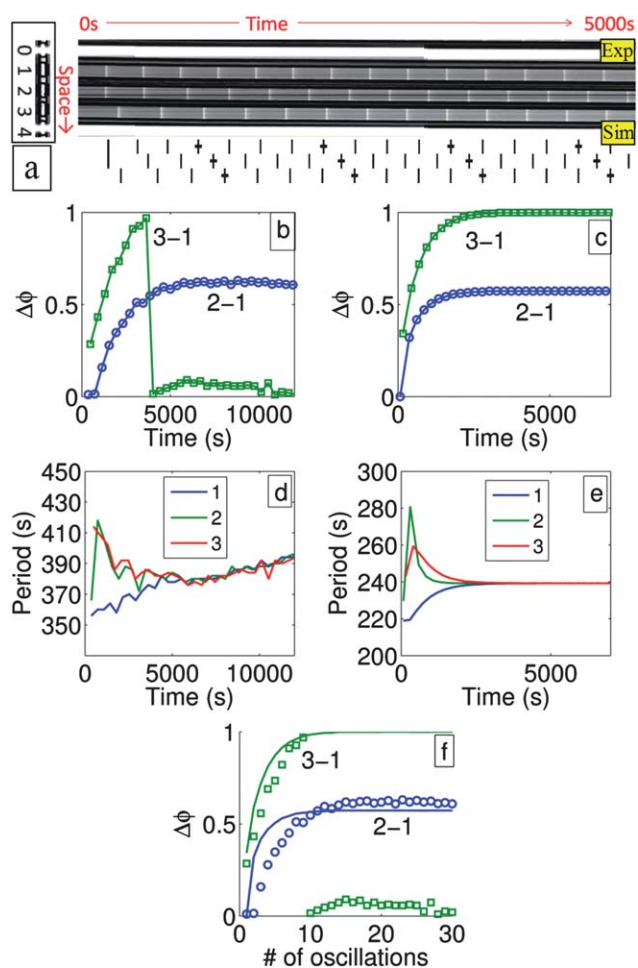 0s Time 5000s
Exp
0 1 2 3 4
Space
Sim
a
b
1
0.5
0
Δϕ
3−1
2−1
0 5000 10000
Time (s)
c
1
0.5
0
Δϕ
3−1
2−1
0 5000
Time (s)
d
450
430
410
390
370
350
Period (s)
1
2
3
0 5000 10000
Time (s)
e
300
280
260
240
220
200
Period (s)
1
2
3
0 5000
Time (s)
f
1
0.5
0
Δϕ
3−1
2−1
0 10 20 30
# of oscillations